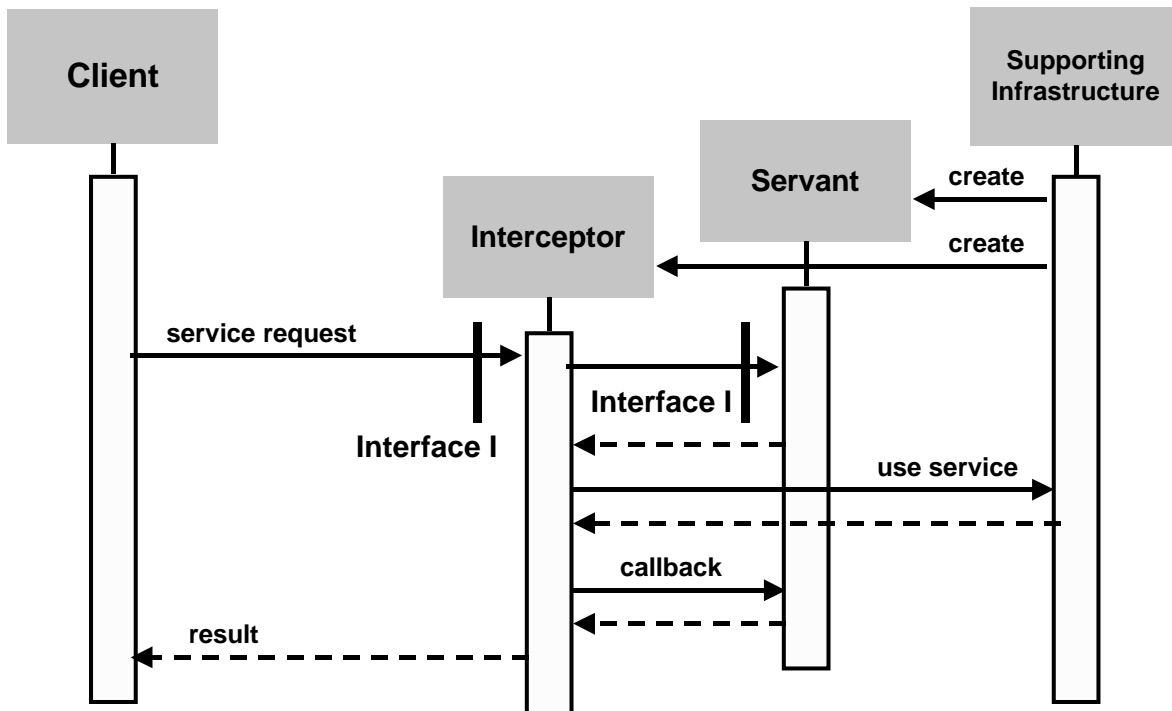 Client
Supporting
Infrastructure
Servant
create
Interceptor
create
service request
Interface I
Interface I
use service
callback
result